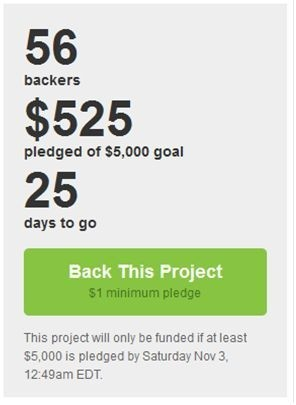 56
backers
$525
pledged of $5,000 goal
25
days to go
Back This Project
$1 minimum pledge
This project will only be funded if at least
$5,000 is pledged by Saturday Nov 3,
12:49am EDT.